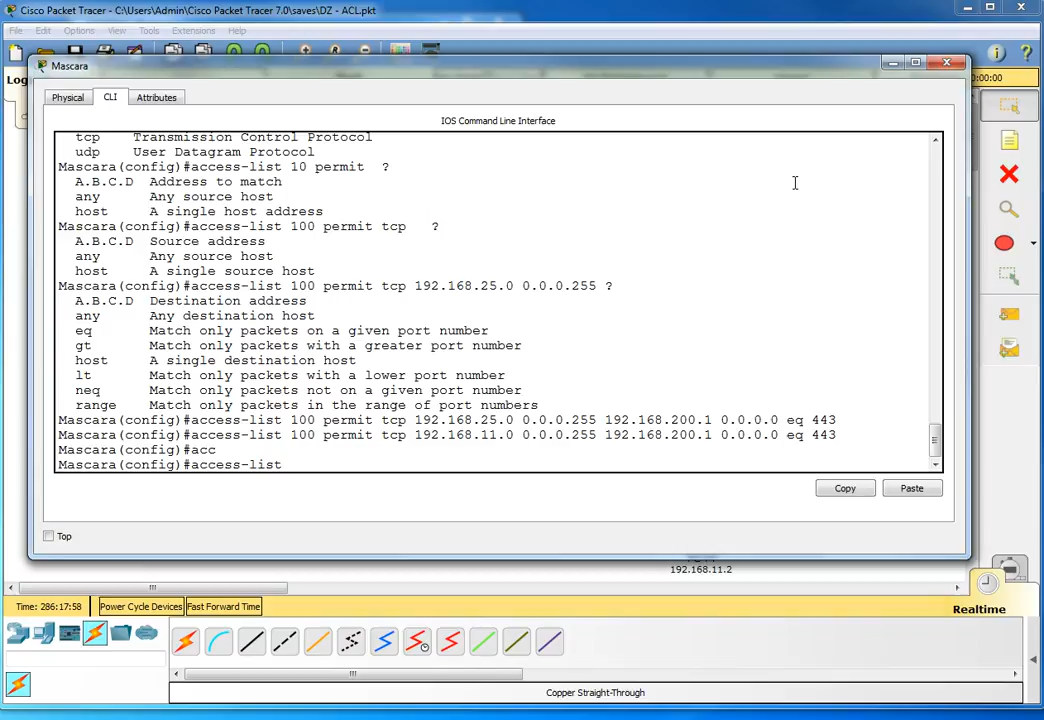 Cisco Packet Tracer - C:\Users\Admin\Cisco Packet Tracer 7.0\saves\DZ - ACL.pkt
File Edit Options View Tools Extensions Help
Log
Mascara
0:00:00
Physical CLI Attributes
IOS Command Line Interface
tcp Transmission Control Protocol
udp User Datagram Protocol
Mascara(config)#access-list 10 permit ?
A.B.C.D Address to match
any Any source host
host A single host address
Mascara(config)#access-list 100 permit tcp ?
A.B.C.D Source address
any Any source host
host A single source host
Mascara(config)#access-list 100 permit tcp 192.168.25.0 0.0.0.255 ?
A.B.C.D Destination address
any Any destination host
eq Match only packets on a given port number
gt Match only packets with a greater port number
host A single destination host
lt Match only packets with a lower port number
neq Match only packets not on a given port number
range Match only packets in the range of port numbers
Mascara(config)#access-list 100 permit tcp 192.168.25.0 0.0.0.255 192.168.200.1 0.0.0.0 eq 443
Mascara(config)#access-list 100 permit tcp 192.168.11.0 0.0.0.255 192.168.200.1 0.0.0.0 eq 443
Mascara(config)#acc
Mascara(config)#access-list
Copy Paste
Top
192.168.11.2
Time: 286:17:58 Power Cycle Devices Fast Forward Time
Realtime
Copper Straight-Through